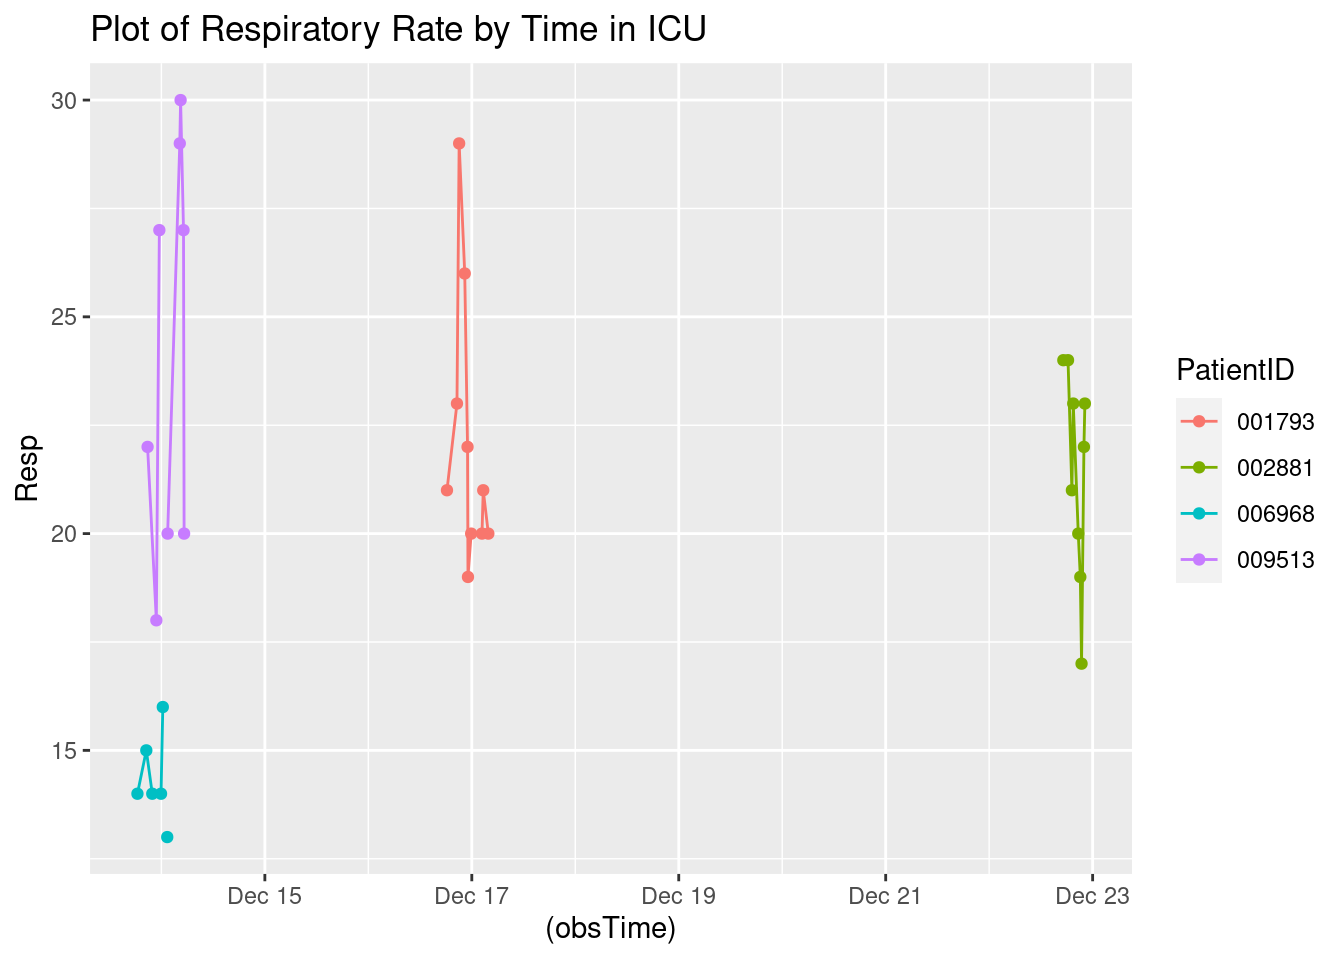 Plot of Respiratory Rate by Time in ICU
30
25
20
15
Resp
Dec 15
Dec 17
Dec 19
Dec 21
Dec 23
(obsTime)
PatientID
001793
002881
006968
009513